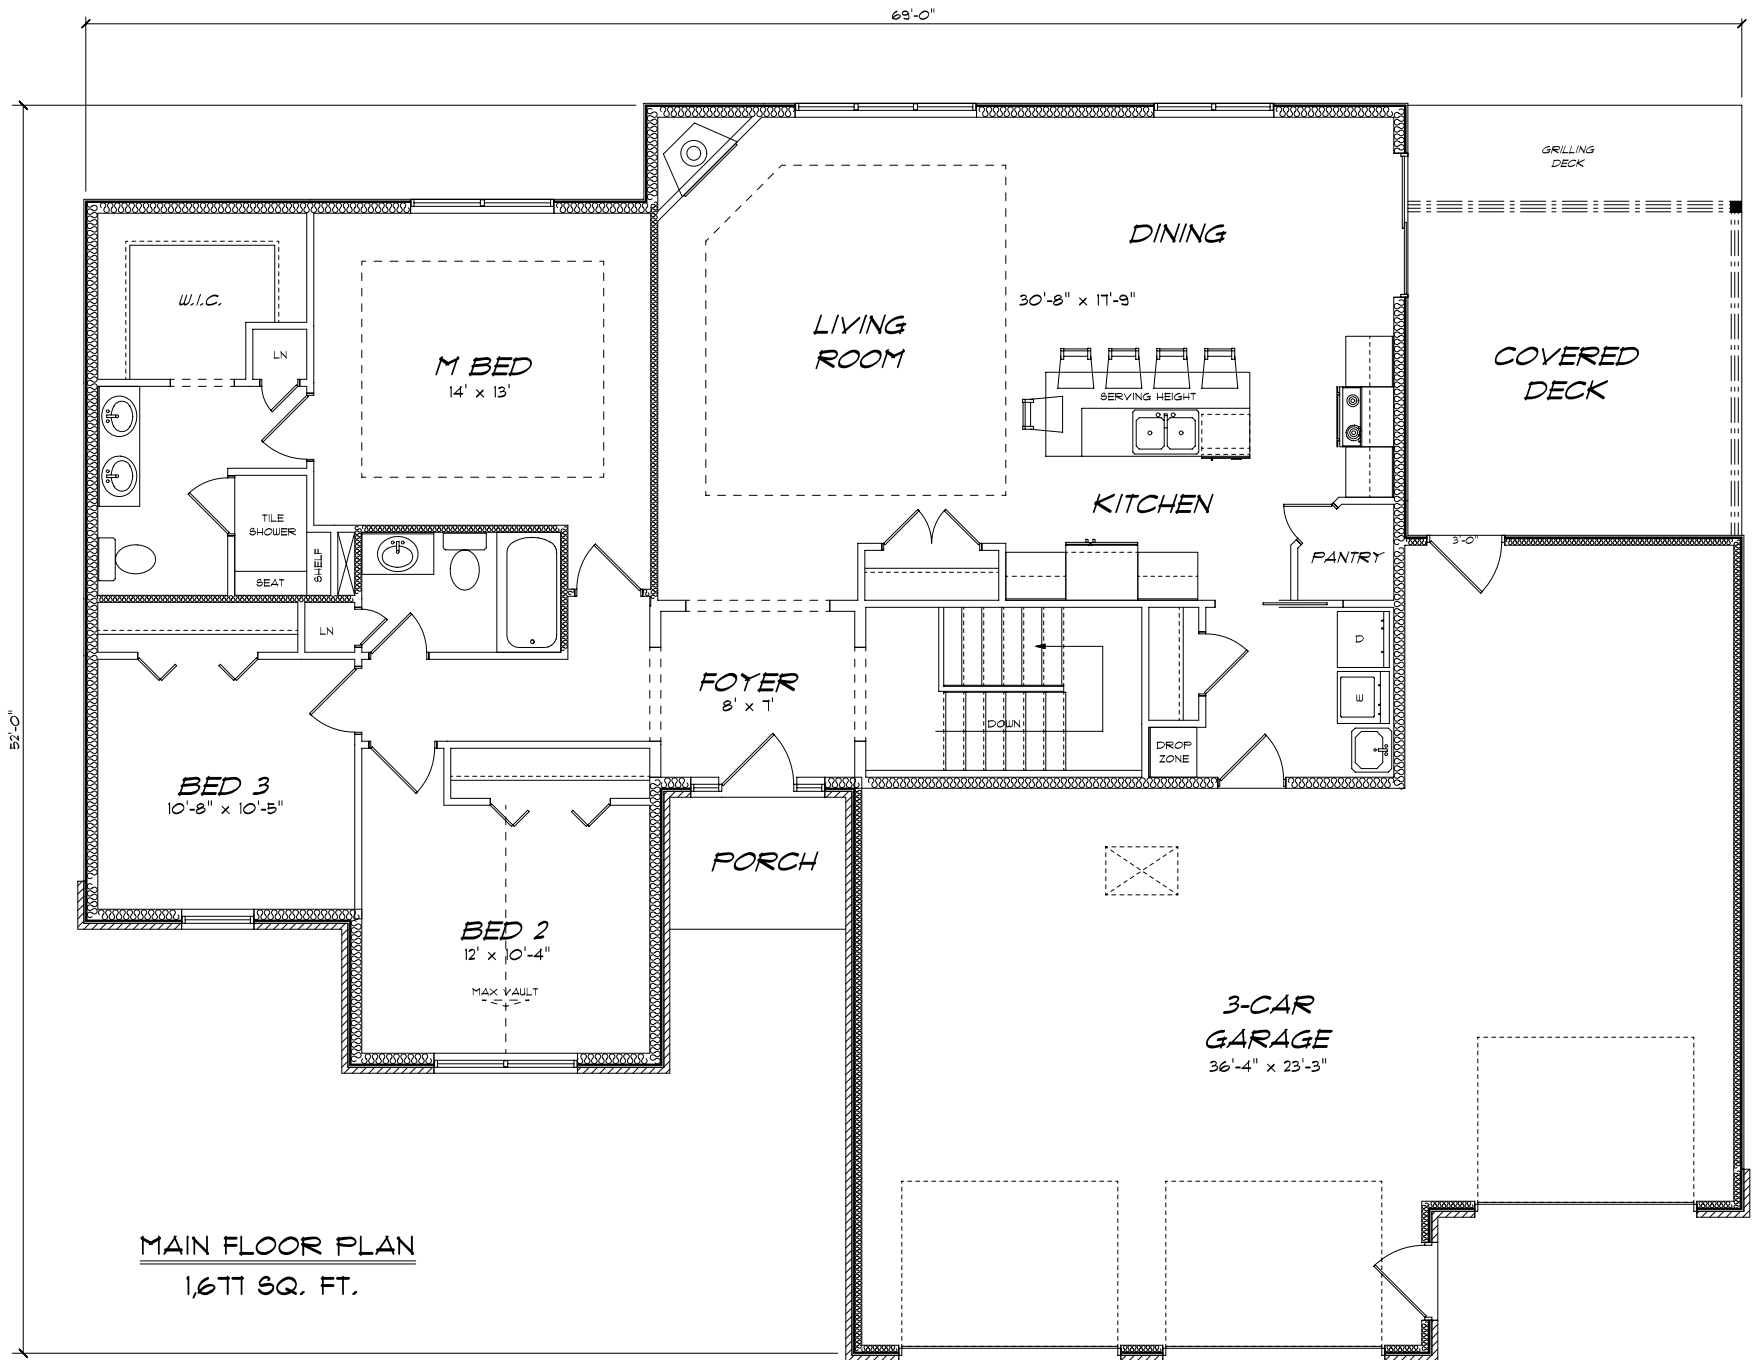 69'-0"
GRILLING
DECK
DINING
W.I.C.
30'-8" x 17'-9"
LIVING
ROOM
LN
M BED
14' x 13'
COVERED
DECK
SERVING HEIGHT
KITCHEN
TILE
SHOWER
SHELF
SEAT
3'-0"
PANTRY
LN
D
FOYER
8' x 7'
W
52'-0"
DOWN
DROP
ZONE
BED 3
10'-8" x 10'-5"
PORCH
BED 2
12' x 10'-4"
MAX VAULT
3-CAR
GARAGE
36'-4" x 23'-3"
MAIN FLOOR PLAN
1,677 SQ. FT.